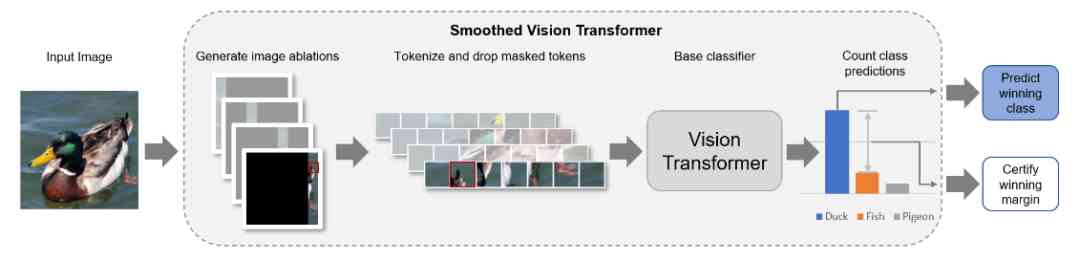 Smoothed Vision Transformer
Input Image
Generate image ablations
Tokenize and drop masked tokens
Base classifier
Count class
predictions
Vision
Transformer
Duck
Fish
Pigeon
Predict
winning
class
Certify
winning
margin